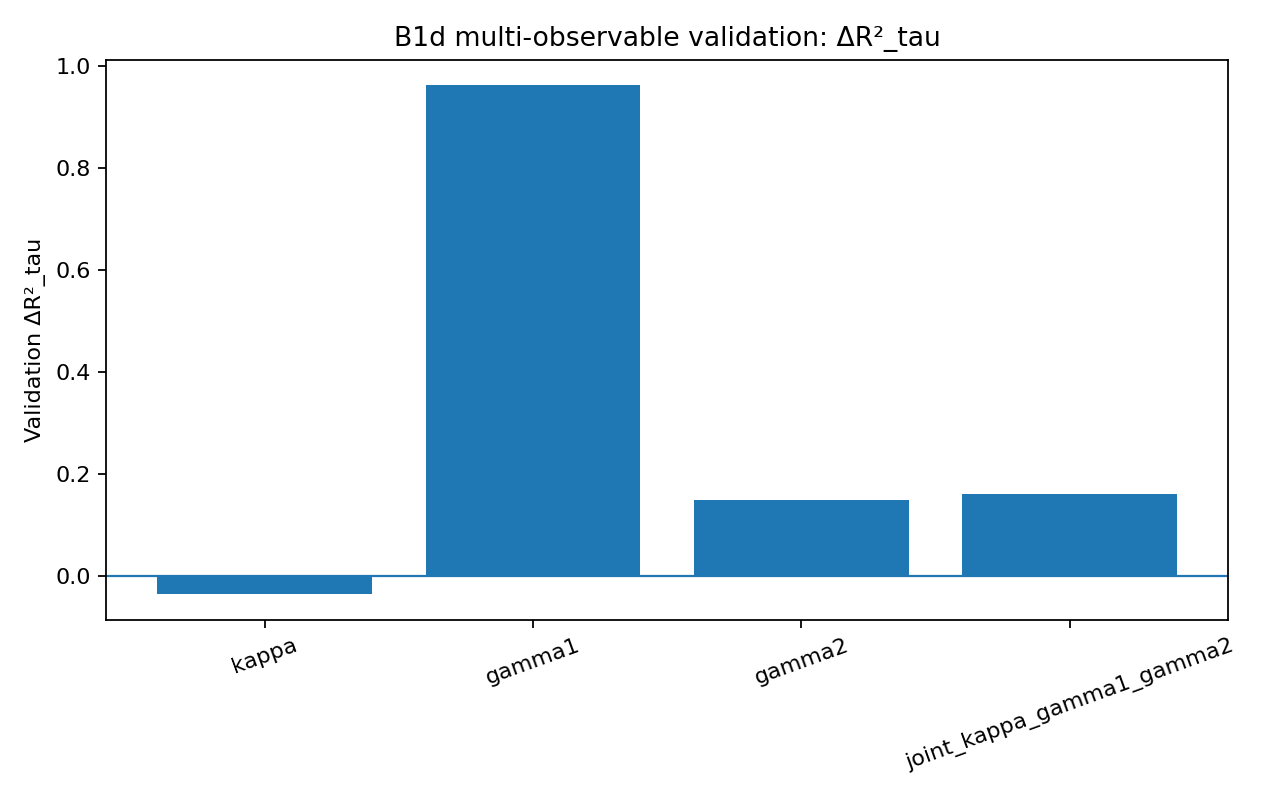 B1d multi-observable validation: ΔR²_tau
Validation ΔR²_tau
1.0
0.8
0.6
0.4
0.2
0.0
kappa
gamma1
gamma2
joint_kappa_gamma1_gamma2